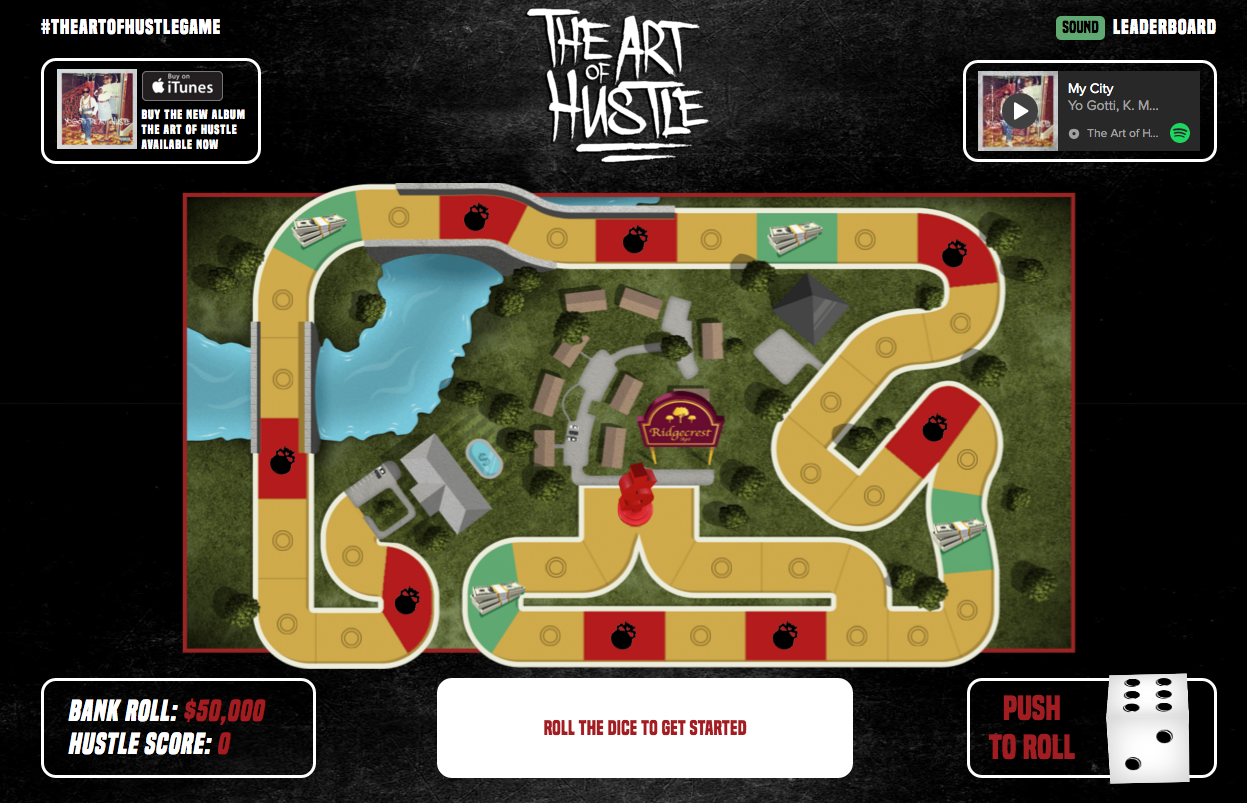 #THEARTOFHUSTLEGAME
THE ART
OF
HUSTLE
SOUND LEADERBOARD
Buy on
iTunes
BUY THE NEW ALBUM
THE ART OF HUSTLE
AVAILABLE NOW
My City
Yo Gotti, K. M...
The Art of H...
Ridgecrest
BANK ROLL: $50,000
HUSTLE SCORE: 0
ROLL THE DICE TO GET STARTED
PUSH
TO ROLL